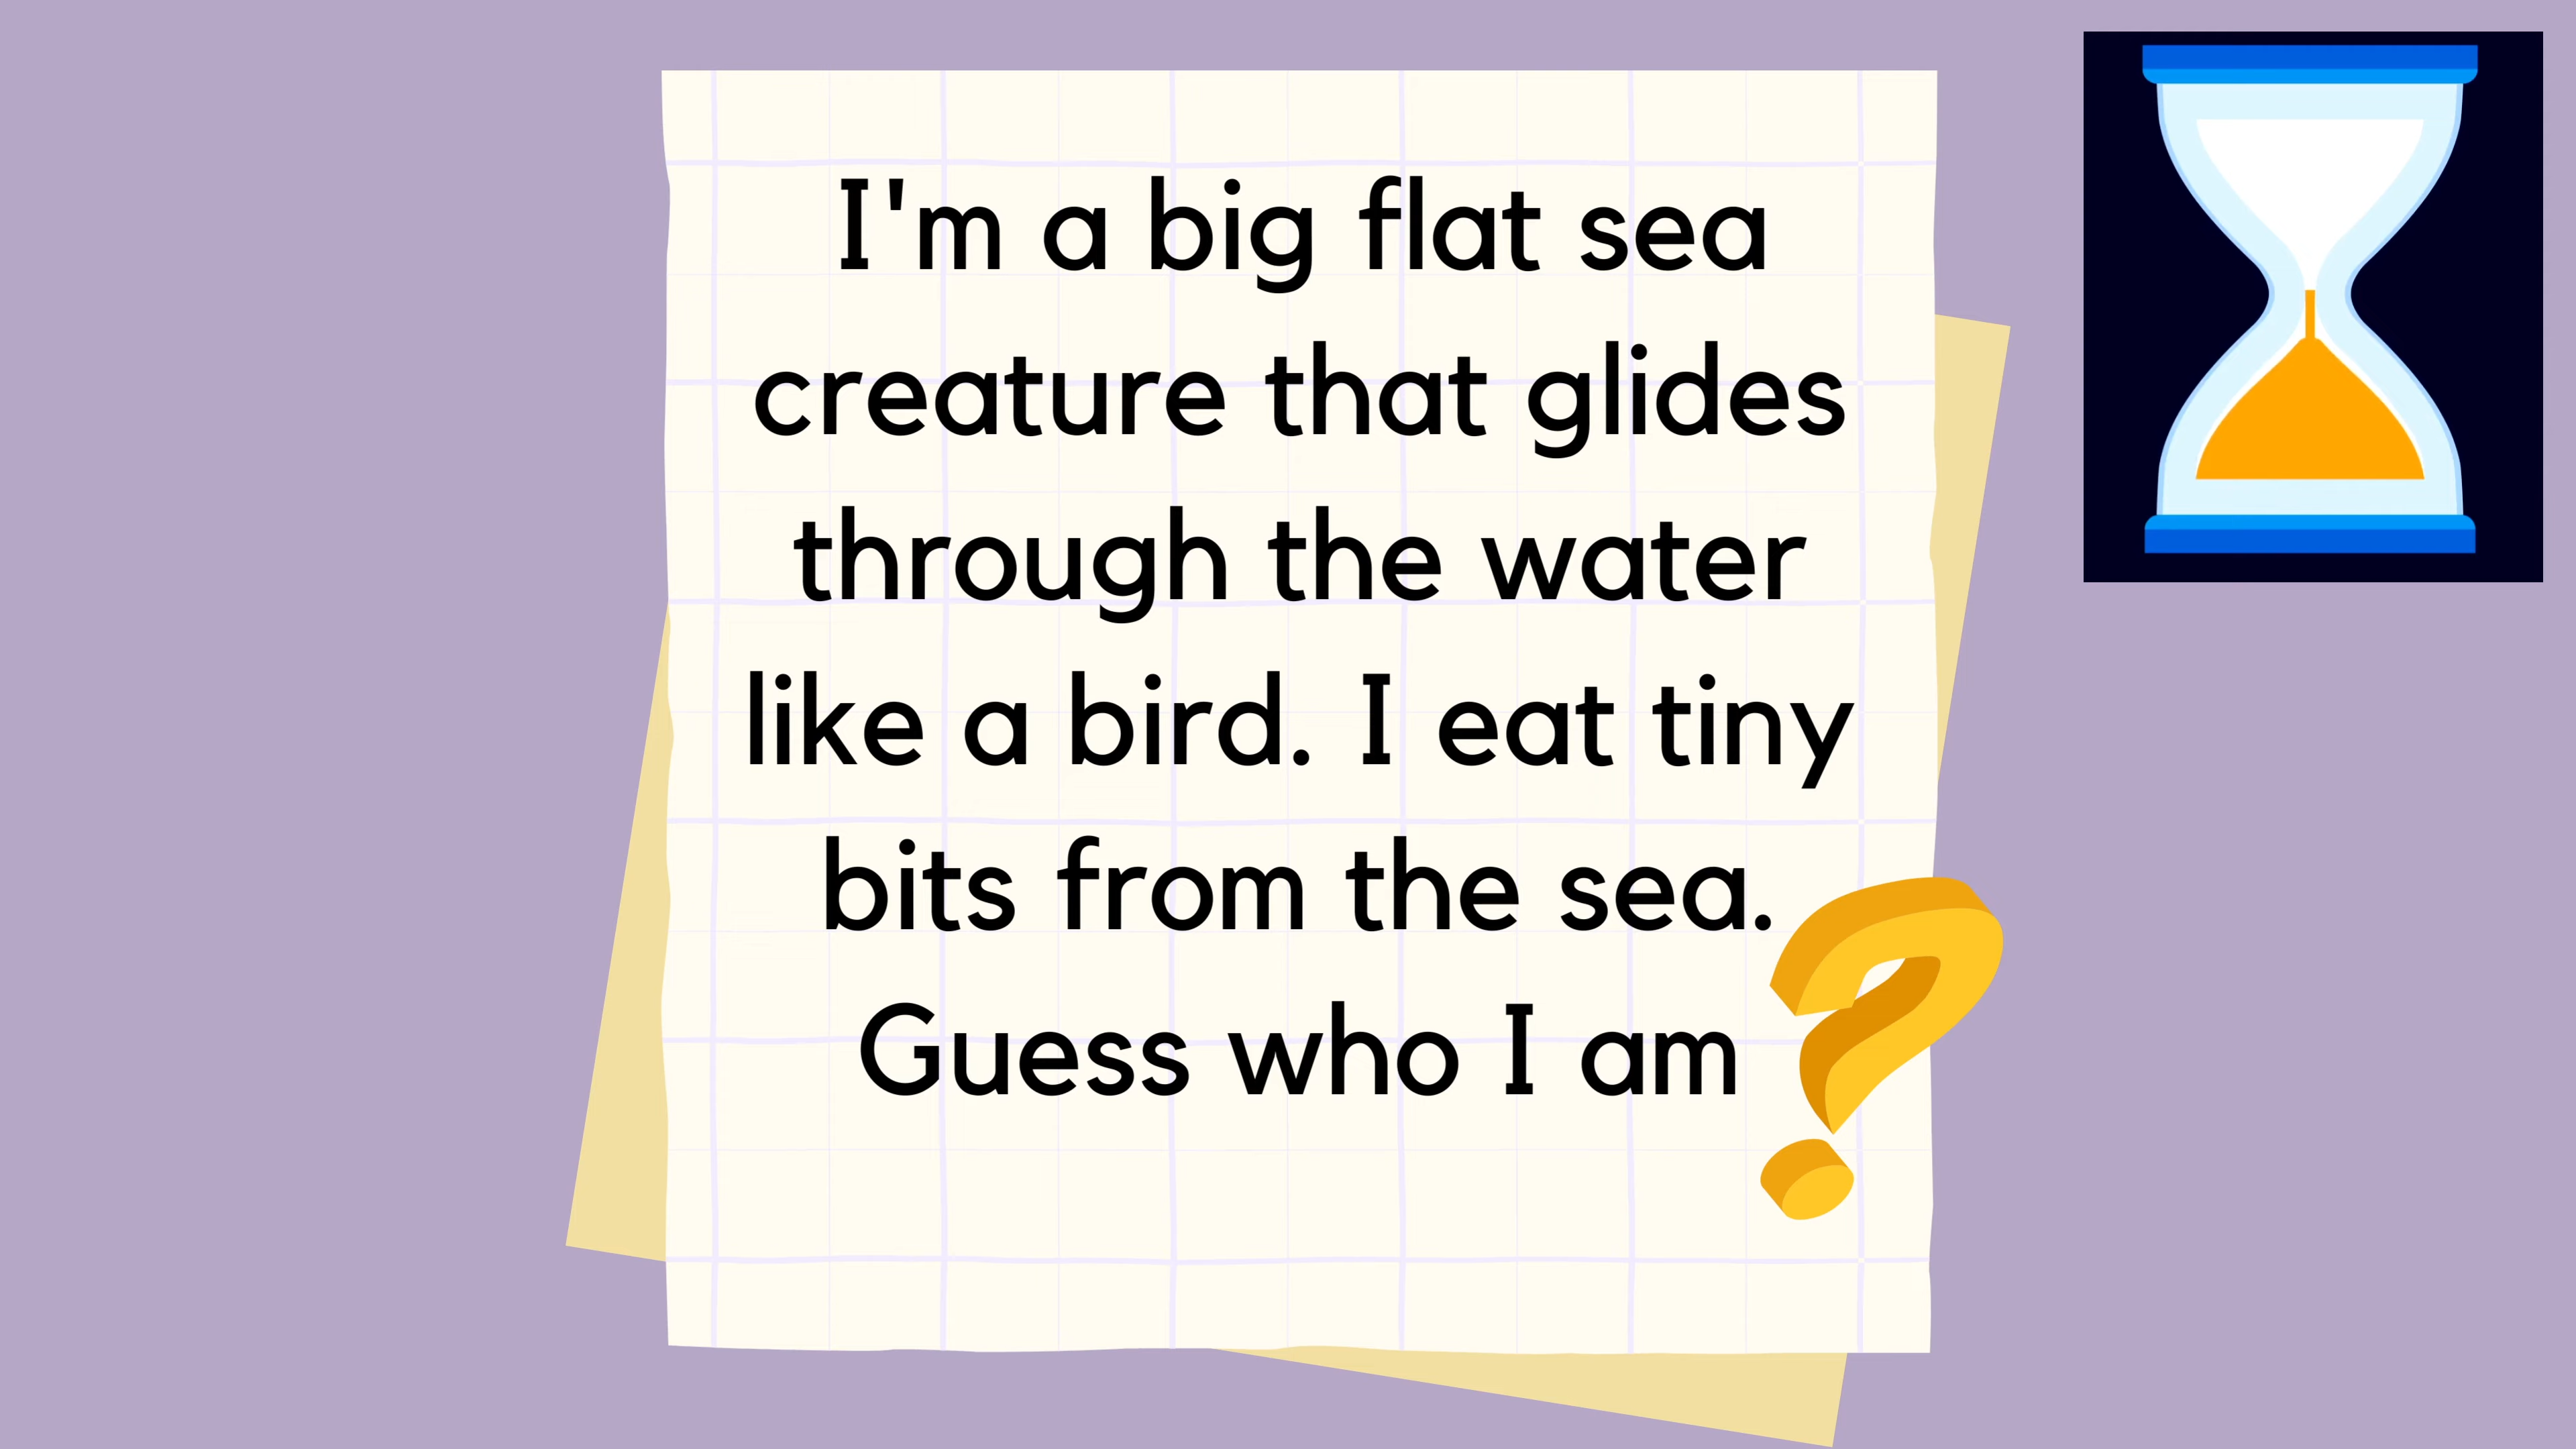 I'm a big flat sea
creature that glides
through the water
like a bird. I eat tiny
bits from the sea.
Guess who I am
?